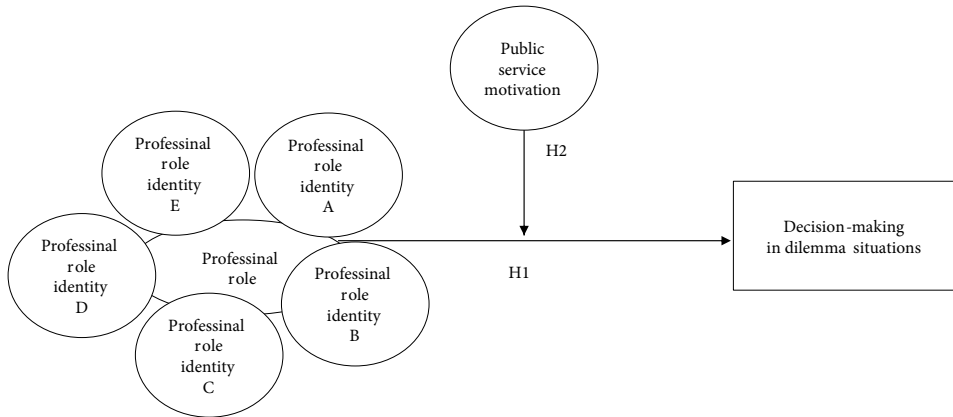 Public
service
motivation
H2
Professinal
role
identity
E
Professinal
role
identity
A
Professinal
role
identity
D
Professinal
role
Professinal
role
identity
B
Professinal
role
identity
C
H1
Decision-making
in dilemma situations